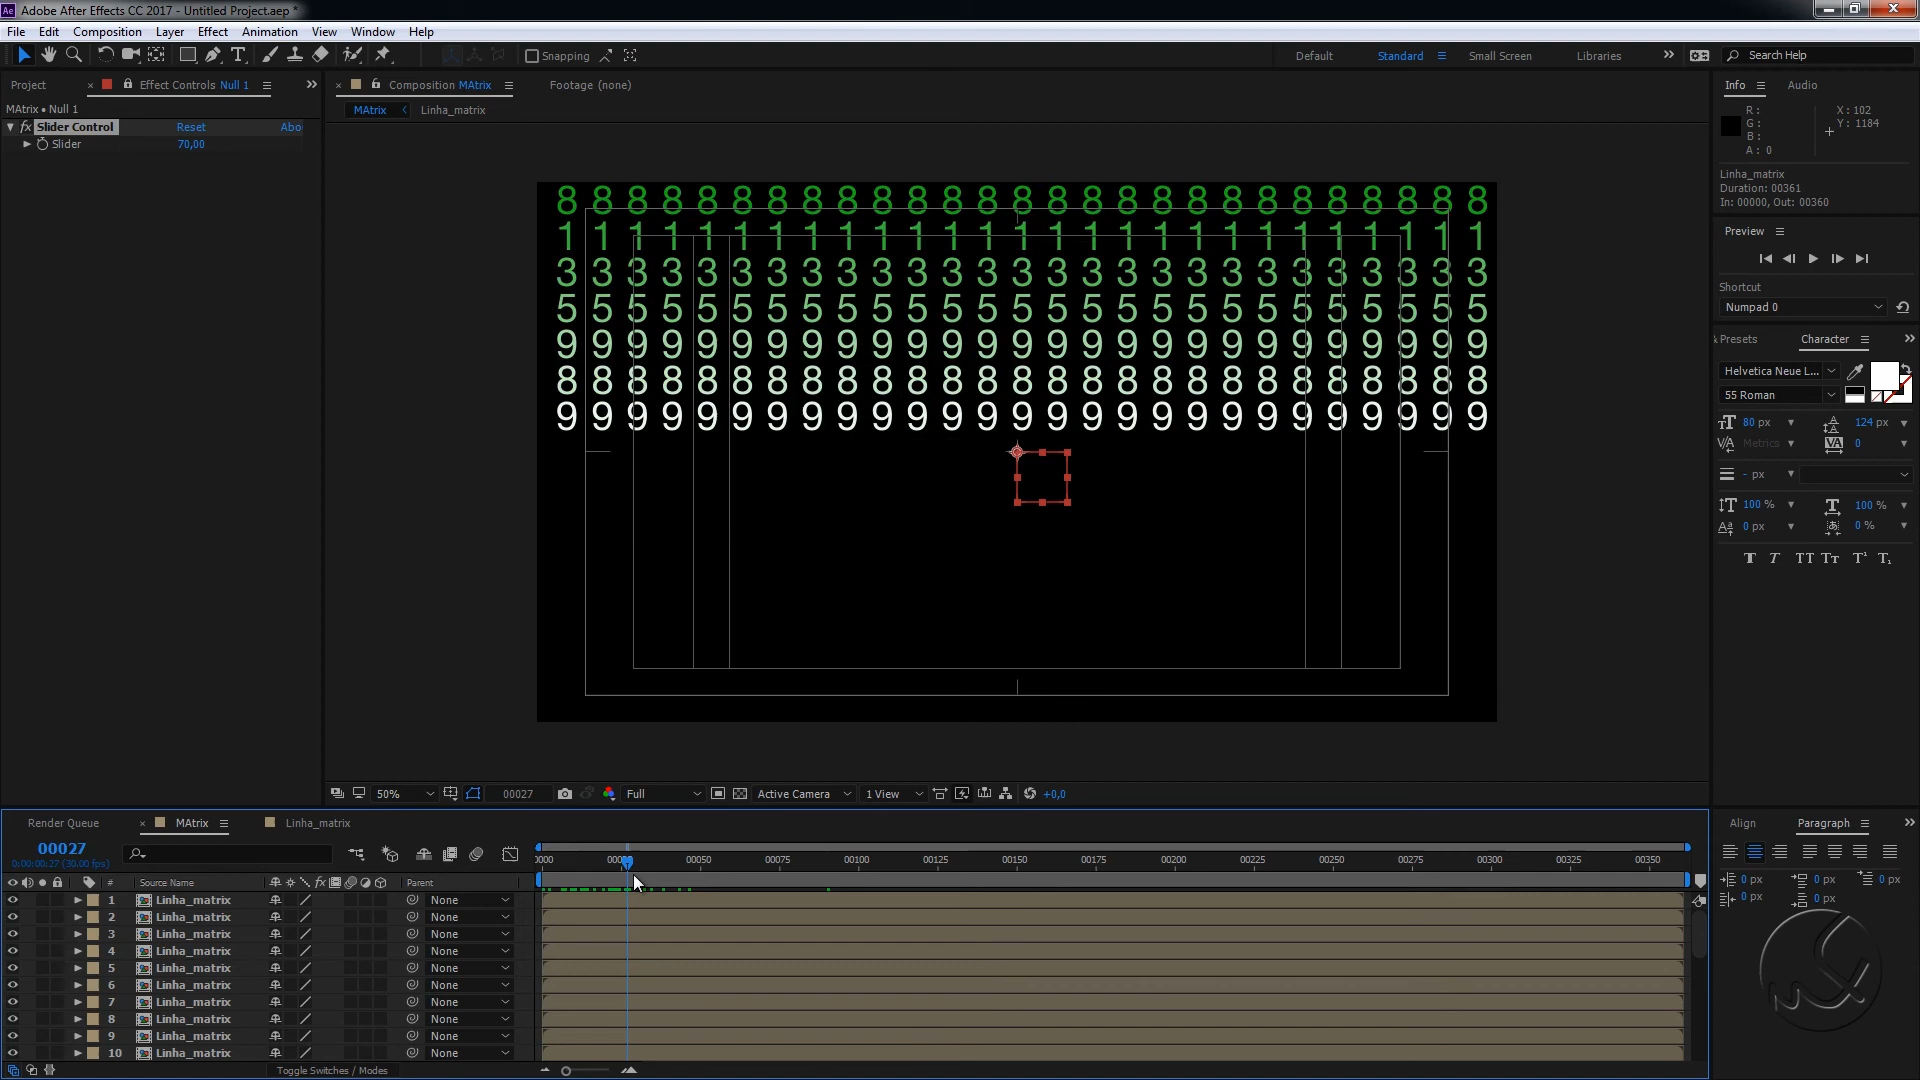 Adobe After Effects CC 2017 - Untitled Project.aep *
File Edit Composition Layer Effect Animation View Window Help
Snapping
Default Standard Small Screen Libraries
Search Help
Project
Effect Controls Null 1
Composition MAtrix
Footage (none)
Info
Audio
MAtrix • Null 1
MAtrix
Linha_matrix
fx Slider Control Reset Abo
Slider 70,00
R :
G :
B :
A : 0
X : 102
Y : 1184
Linha_matrix
Duration: 00361
In: 00000, Out: 00360
Preview
Shortcut
Numpad 0
& Presets
Character
Helvetica Neue L...
55 Roman
80 px
124 px
Metrics
0
- px
100 %
100 %
0 px
0 %
8 8 8 8 8 8 8 8 8 8 8 8 8 8 8 8 8 8 8 8 8 8 8 8 8 8 8
1 1 1 1 1 1 1 1 1 1 1 1 1 1 1 1 1 1 1 1 1 1 1 1 1 1 1
3 3 3 3 3 3 3 3 3 3 3 3 3 3 3 3 3 3 3 3 3 3 3 3 3 3 3
5 5 5 5 5 5 5 5 5 5 5 5 5 5 5 5 5 5 5 5 5 5 5 5 5 5 5
9 9 9 9 9 9 9 9 9 9 9 9 9 9 9 9 9 9 9 9 9 9 9 9 9 9 9
8 8 8 8 8 8 8 8 8 8 8 8 8 8 8 8 8 8 8 8 8 8 8 8 8 8 8
9 9 9 9 9 9 9 9 9 9 9 9 9 9 9 9 9 9 9 9 9 9 9 9 9 9 9
50% 00027 Full Active Camera 1 View +0,0
Render Queue
MAtrix
Linha_matrix
Align
Paragraph
00027
0:00:00:27 (30.00 fps)
00050 00075 00100 00125 00150 00175 00200 00225 00250 00275 00300 00325 00350
# Source Name fx Parent
1 Linha_matrix None
2 Linha_matrix None
3 Linha_matrix None
4 Linha_matrix None
5 Linha_matrix None
6 Linha_matrix None
7 Linha_matrix None
8 Linha_matrix None
9 Linha_matrix None
10 Linha_matrix None
Toggle Switches / Modes
0 px 0 px 0 px
0 px 0 px